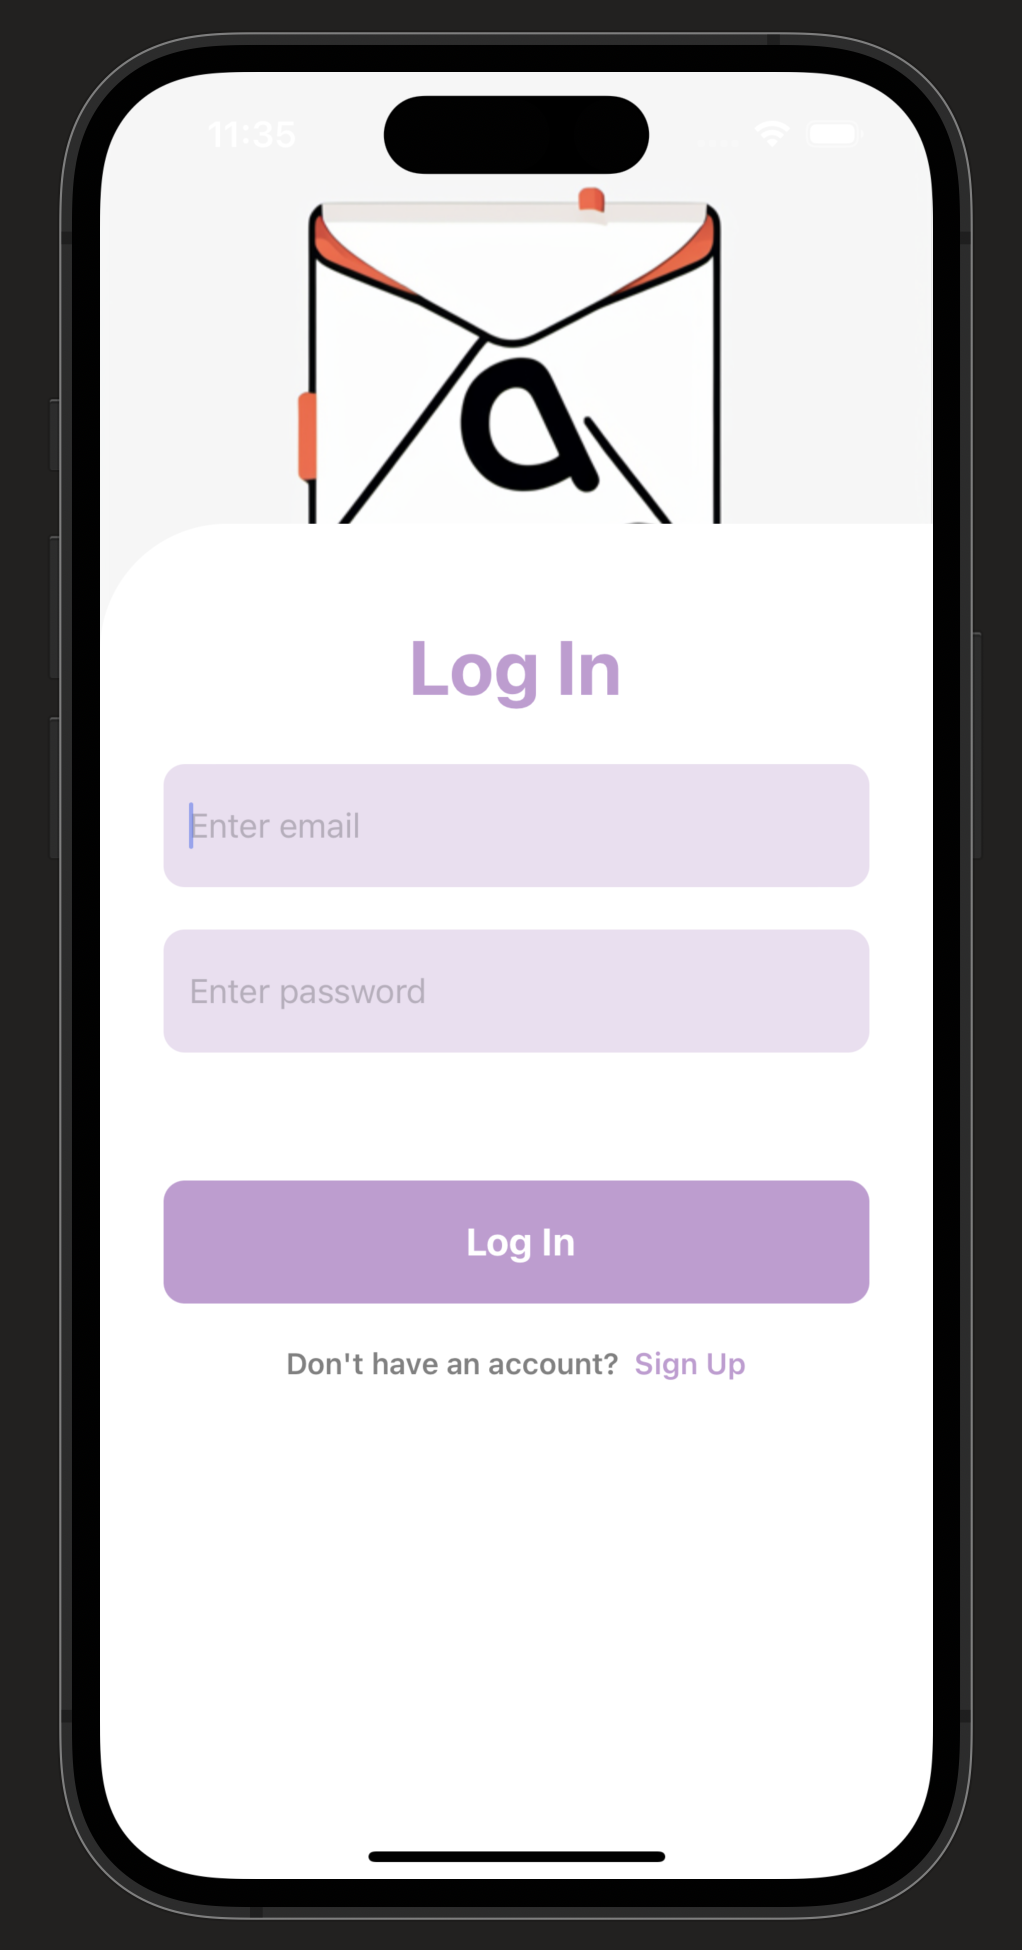 11:35
a
Log In
Enter email
Enter password
Log In
Don't have an account? Sign Up